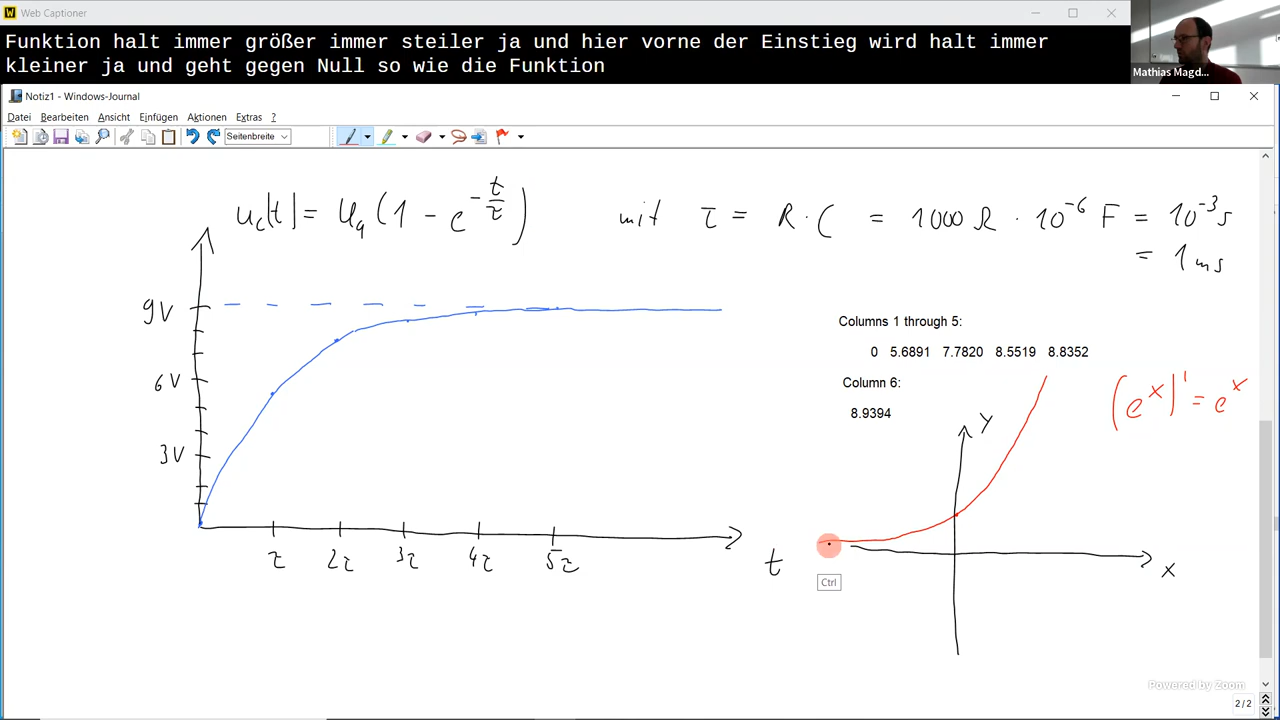 Web Captioner
Funktion halt immer größer immer steiler ja und hier vorne der Einstieg wird halt immer
kleiner ja und geht gegen Null so wie die Funktion
Mathias Magd...
Notiz1 - Windows-Journal
Datei Bearbeiten Ansicht Einfügen Aktionen Extras ?
Seitenbreite
u_C(t) = U_q (1 - e^{-t/τ}) mit τ = R · C = 1000 Ω · 10^{-6} F = 10^{-3} s
= 1 ms
9V
6V
3V
τ 2τ 3τ 4τ 5τ
t
Columns 1 through 5:
0 5.6891 7.7820 8.5519 8.8352
Column 6:
8.9394
(e^x)' = e^x
y
x
Ctrl
Powered by Zoom
2 / 2